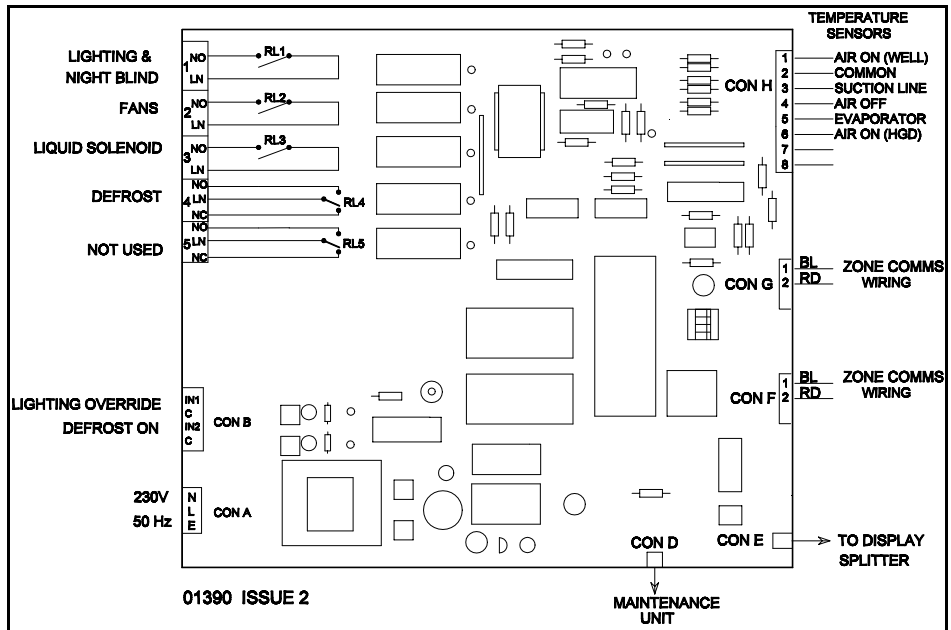 TEMPERATURE
SENSORS
LIGHTING &
NIGHT BLIND
1
NO
LN
RL1
FANS
2
NO
LN
RL2
LIQUID SOLENOID
3
NO
LN
RL3
DEFROST
4
NO
LN
NC
RL4
NOT USED
5
NO
LN
NC
RL5
CON H
1 AIR ON (WELL)
2 COMMON
3 SUCTION LINE
4 AIR OFF
5 EVAPORATOR
6 AIR ON (HGD)
7
8
CON G
1 BL
2 RD
ZONE COMMS
WIRING
CON F
1 BL
2 RD
ZONE COMMS
WIRING
LIGHTING OVERRIDE
DEFROST ON
IN1
C
IN2
C
CON B
230V
50 Hz
N
L
E
CON A
CON D
CON E
TO DISPLAY
SPLITTER
01390 ISSUE 2
MAINTENANCE
UNIT